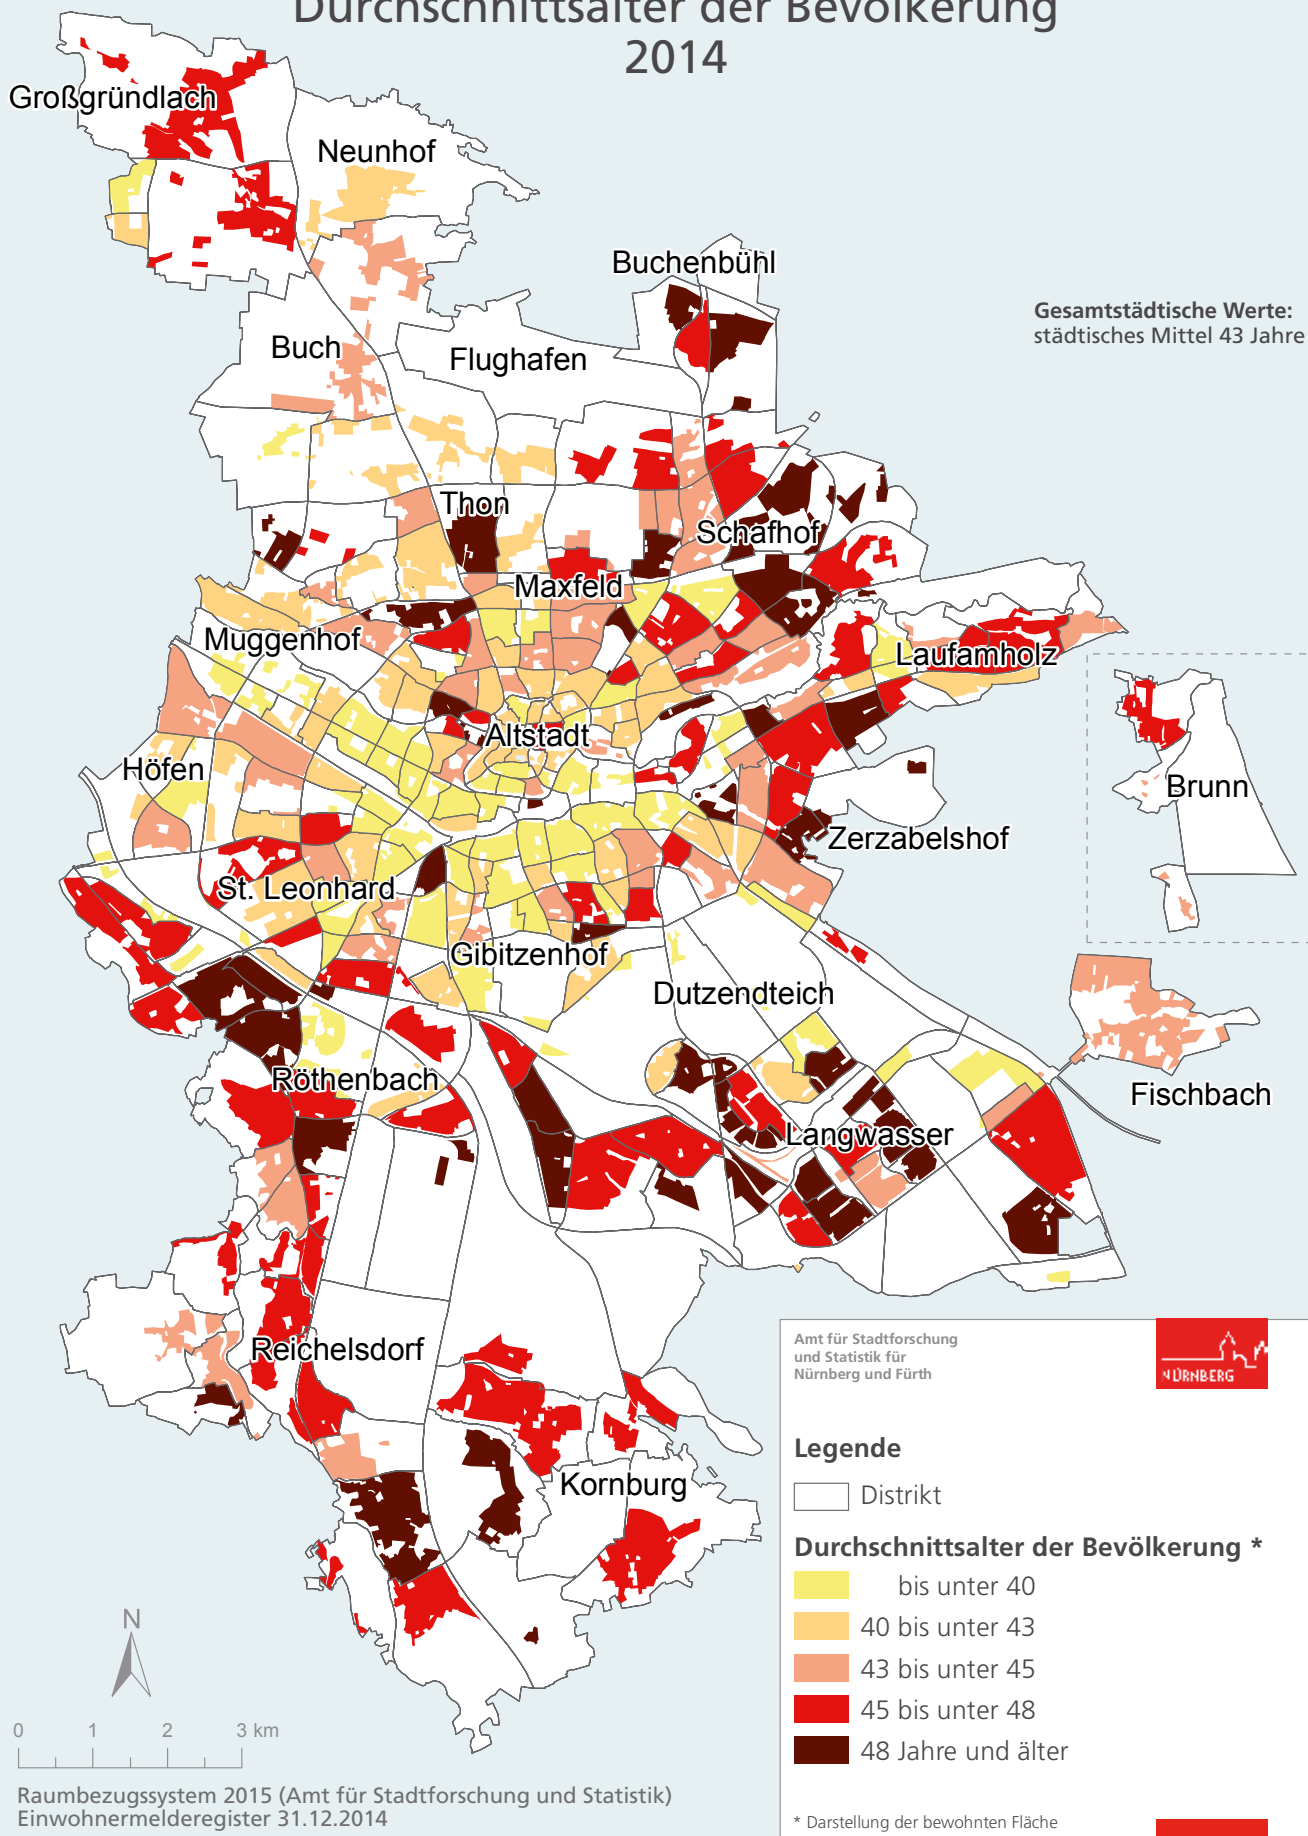 Durchschnittsalter der Bevölkerung
2014
Großgründlach
Neunhof
Buchenbühl
Gesamtstädtische Werte:
städtisches Mittel 43 Jahre
Buch
Flughafen
Thon
Schafhof
Maxfeld
Muggenhof
Laufamholz
Altstadt
Höfen
Brunn
Zerzabelshof
St. Leonhard
Gibitzenhof
Dutzendteich
Röthenbach
Fischbach
Langwasser
Reichelsdorf
Kornburg
Amt für Stadtforschung
und Statistik für
Nürnberg und Fürth
NÜRNBERG
Legende
Distrikt
Durchschnittsalter der Bevölkerung *
bis unter 40
40 bis unter 43
43 bis unter 45
45 bis unter 48
48 Jahre und älter
* Darstellung der bewohnten Fläche
N
0 1 2 3 km
Raumbezugssystem 2015 (Amt für Stadtforschung und Statistik)
Einwohnermelderegister 31.12.2014